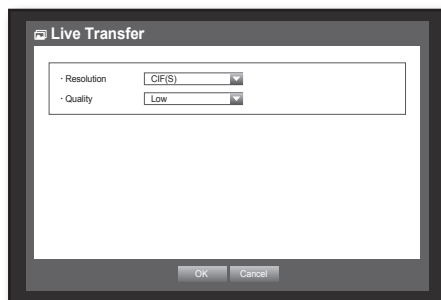 Live Transfer
· Resolution CIF(S)
· Quality Low
OK Cancel